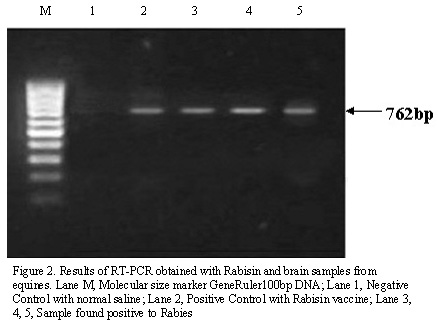 M 1 2 3 4 5
762bp
Figure 2. Results of RT-PCR obtained with Rabisin and brain samples from
equines. Lane M, Molecular size marker GeneRuler100bp DNA; Lane 1, Negative
Control with normal saline; Lane 2, Positive Control with Rabisin vaccine; Lane 3,
4, 5, Sample found positive to Rabies